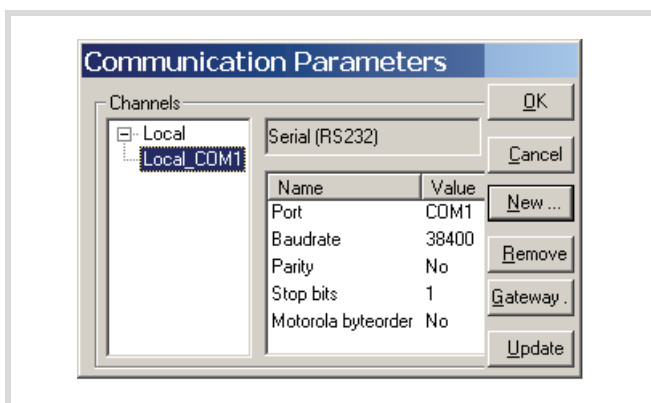 Communication Parameters
Channels
Local
Local_COM1
Serial (RS232)
Name Value
Port COM1
Baudrate 38400
Parity No
Stop bits 1
Motorola byteorder No
OK
Cancel
New ...
Remove
Gateway .
Update